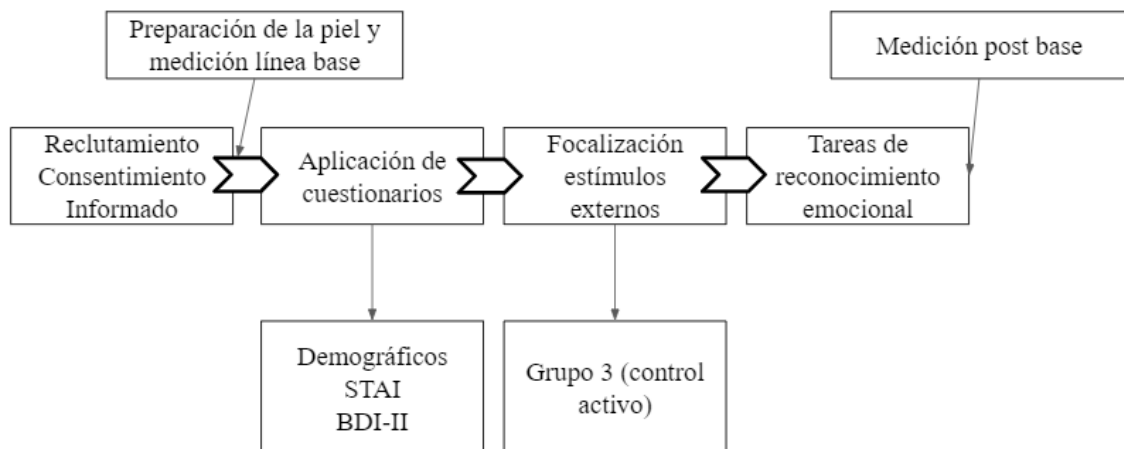 Preparación de la piel y
medición línea base
Medición post base
Reclutamiento
Consentimiento
Informado
Aplicación de
cuestionarios
Focalización
estímulos
externos
Tareas de
reconocimiento
emocional
Demográficos
STAI
BDI-II
Grupo 3 (control
activo)